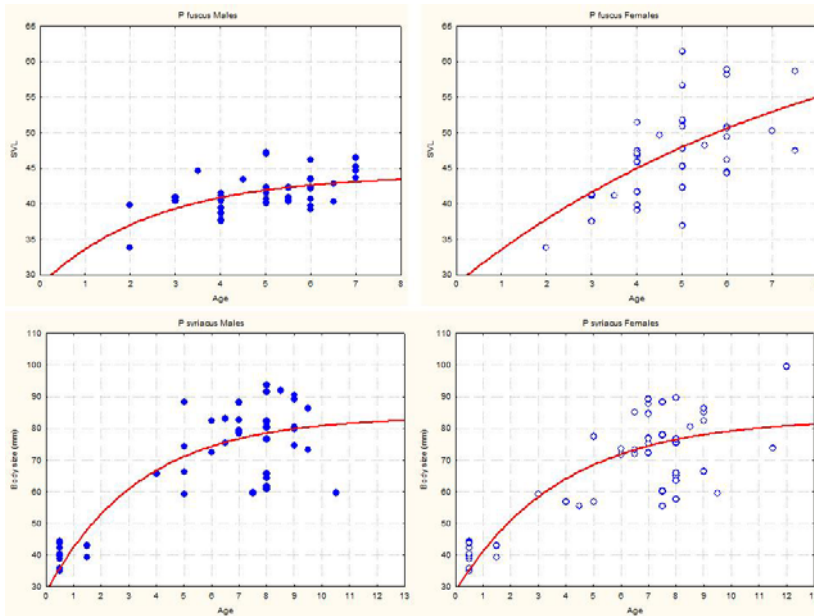 P fuscus Males
65
60
55
50
45
40
35
30
SVL
0 1 2 3 4 5 6 7 8
Age
P fuscus Females
65
60
55
50
45
40
35
30
SVL
0 1 2 3 4 5 6 7 8
Age
P syriacus Males
110
100
90
80
70
60
50
40
30
Body size (mm)
0 1 2 3 4 5 6 7 8 9 10 11 12 13
Age
P syriacus Females
110
100
90
80
70
60
50
40
30
Body size (mm)
0 1 2 3 4 5 6 7 8 9 10 11 12 13
Age